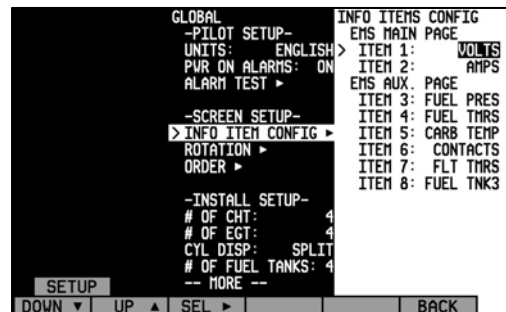 GLOBAL
-PILOT SETUP-
UNITS: ENGLISH
PWR ON ALARMS: ON
ALARM TEST ►
-SCREEN SETUP-
> INFO ITEM CONFIG ►
ROTATION ►
ORDER ►
-INSTALL SETUP-
# OF CHT: 4
# OF EGT: 4
CYL DISP: SPLIT
# OF FUEL TANKS: 4
-- MORE --
INFO ITEMS CONFIG
EMS MAIN PAGE
> ITEM 1: VOLTS
ITEM 2: AMPS
EMS AUX. PAGE
ITEM 3: FUEL PRES
ITEM 4: FUEL TMRS
ITEM 5: CARB TEMP
ITEM 6: CONTACTS
ITEM 7: FLT TMRS
ITEM 8: FUEL TNK3
SETUP
DOWN ▼ UP ▲ SEL ► BACK